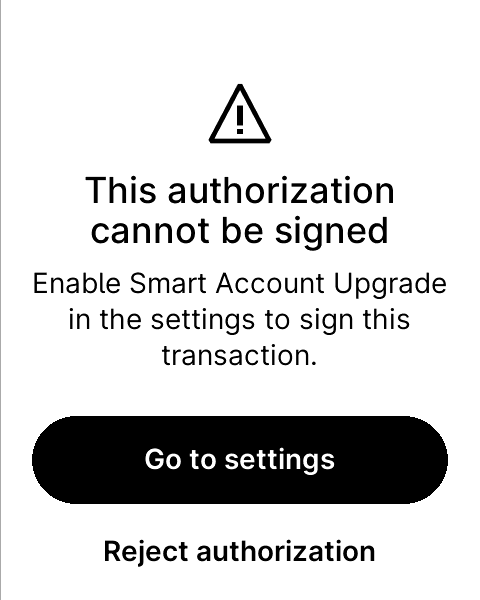 This authorization
cannot be signed
Enable Smart Account Upgrade
in the settings to sign this
transaction.
Go to settings
Reject authorization